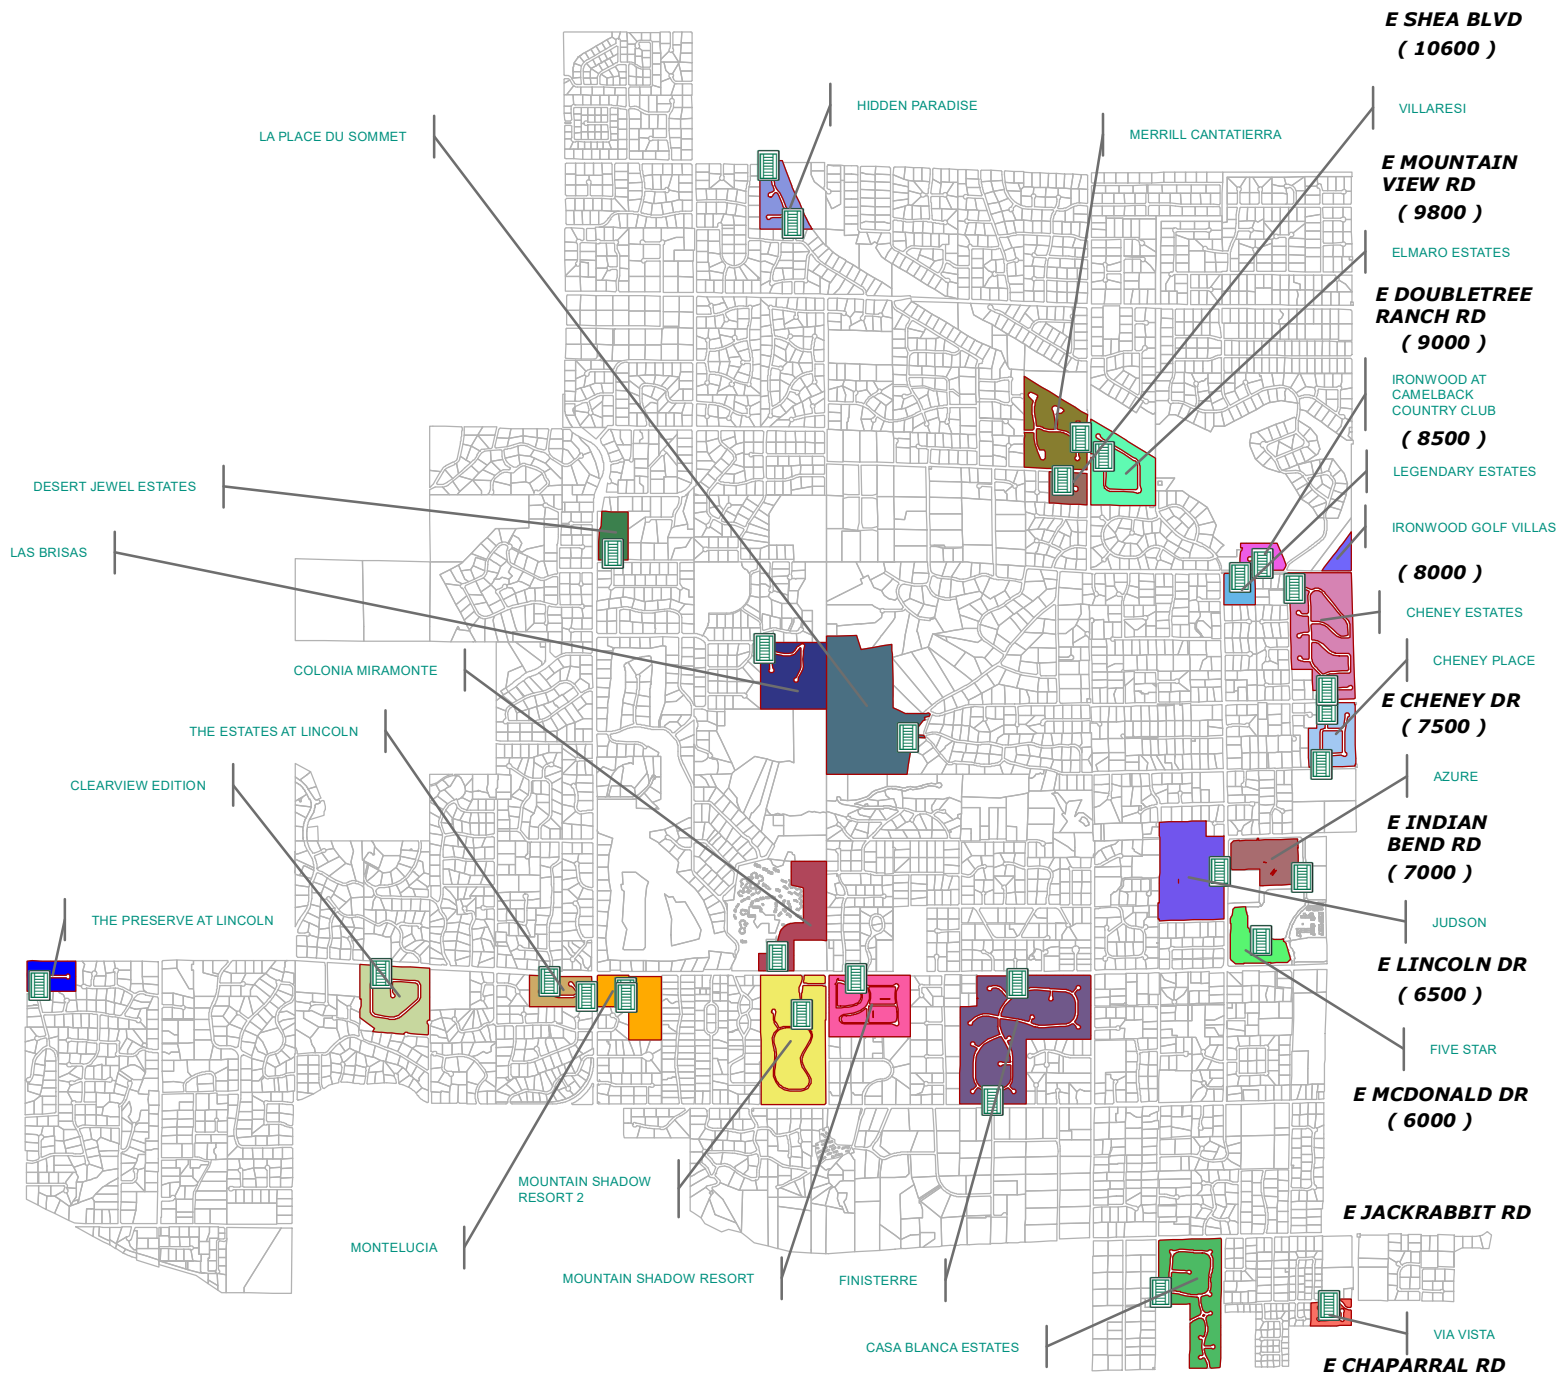 E SHEA BLVD
( 10600 )
HIDDEN PARADISE
VILLARESI
LA PLACE DU SOMMET
MERRILL CANTATIERRA
E MOUNTAIN
VIEW RD
( 9800 )
ELMARO ESTATES
E DOUBLETREE
RANCH RD
( 9000 )
IRONWOOD AT
CAMELBACK
COUNTRY CLUB
( 8500 )
LEGENDARY ESTATES
DESERT JEWEL ESTATES
IRONWOOD GOLF VILLAS
LAS BRISAS
( 8000 )
CHENEY ESTATES
CHENEY PLACE
COLONIA MIRAMONTE
E CHENEY DR
( 7500 )
THE ESTATES AT LINCOLN
AZURE
CLEARVIEW EDITION
E INDIAN
BEND RD
( 7000 )
THE PRESERVE AT LINCOLN
JUDSON
E LINCOLN DR
( 6500 )
FIVE STAR
E MCDONALD DR
( 6000 )
MOUNTAIN SHADOW
RESORT 2
E JACKRABBIT RD
MONTELUCIA
MOUNTAIN SHADOW RESORT
FINISTERRE
VIA VISTA
CASA BLANCA ESTATES
E CHAPARRAL RD